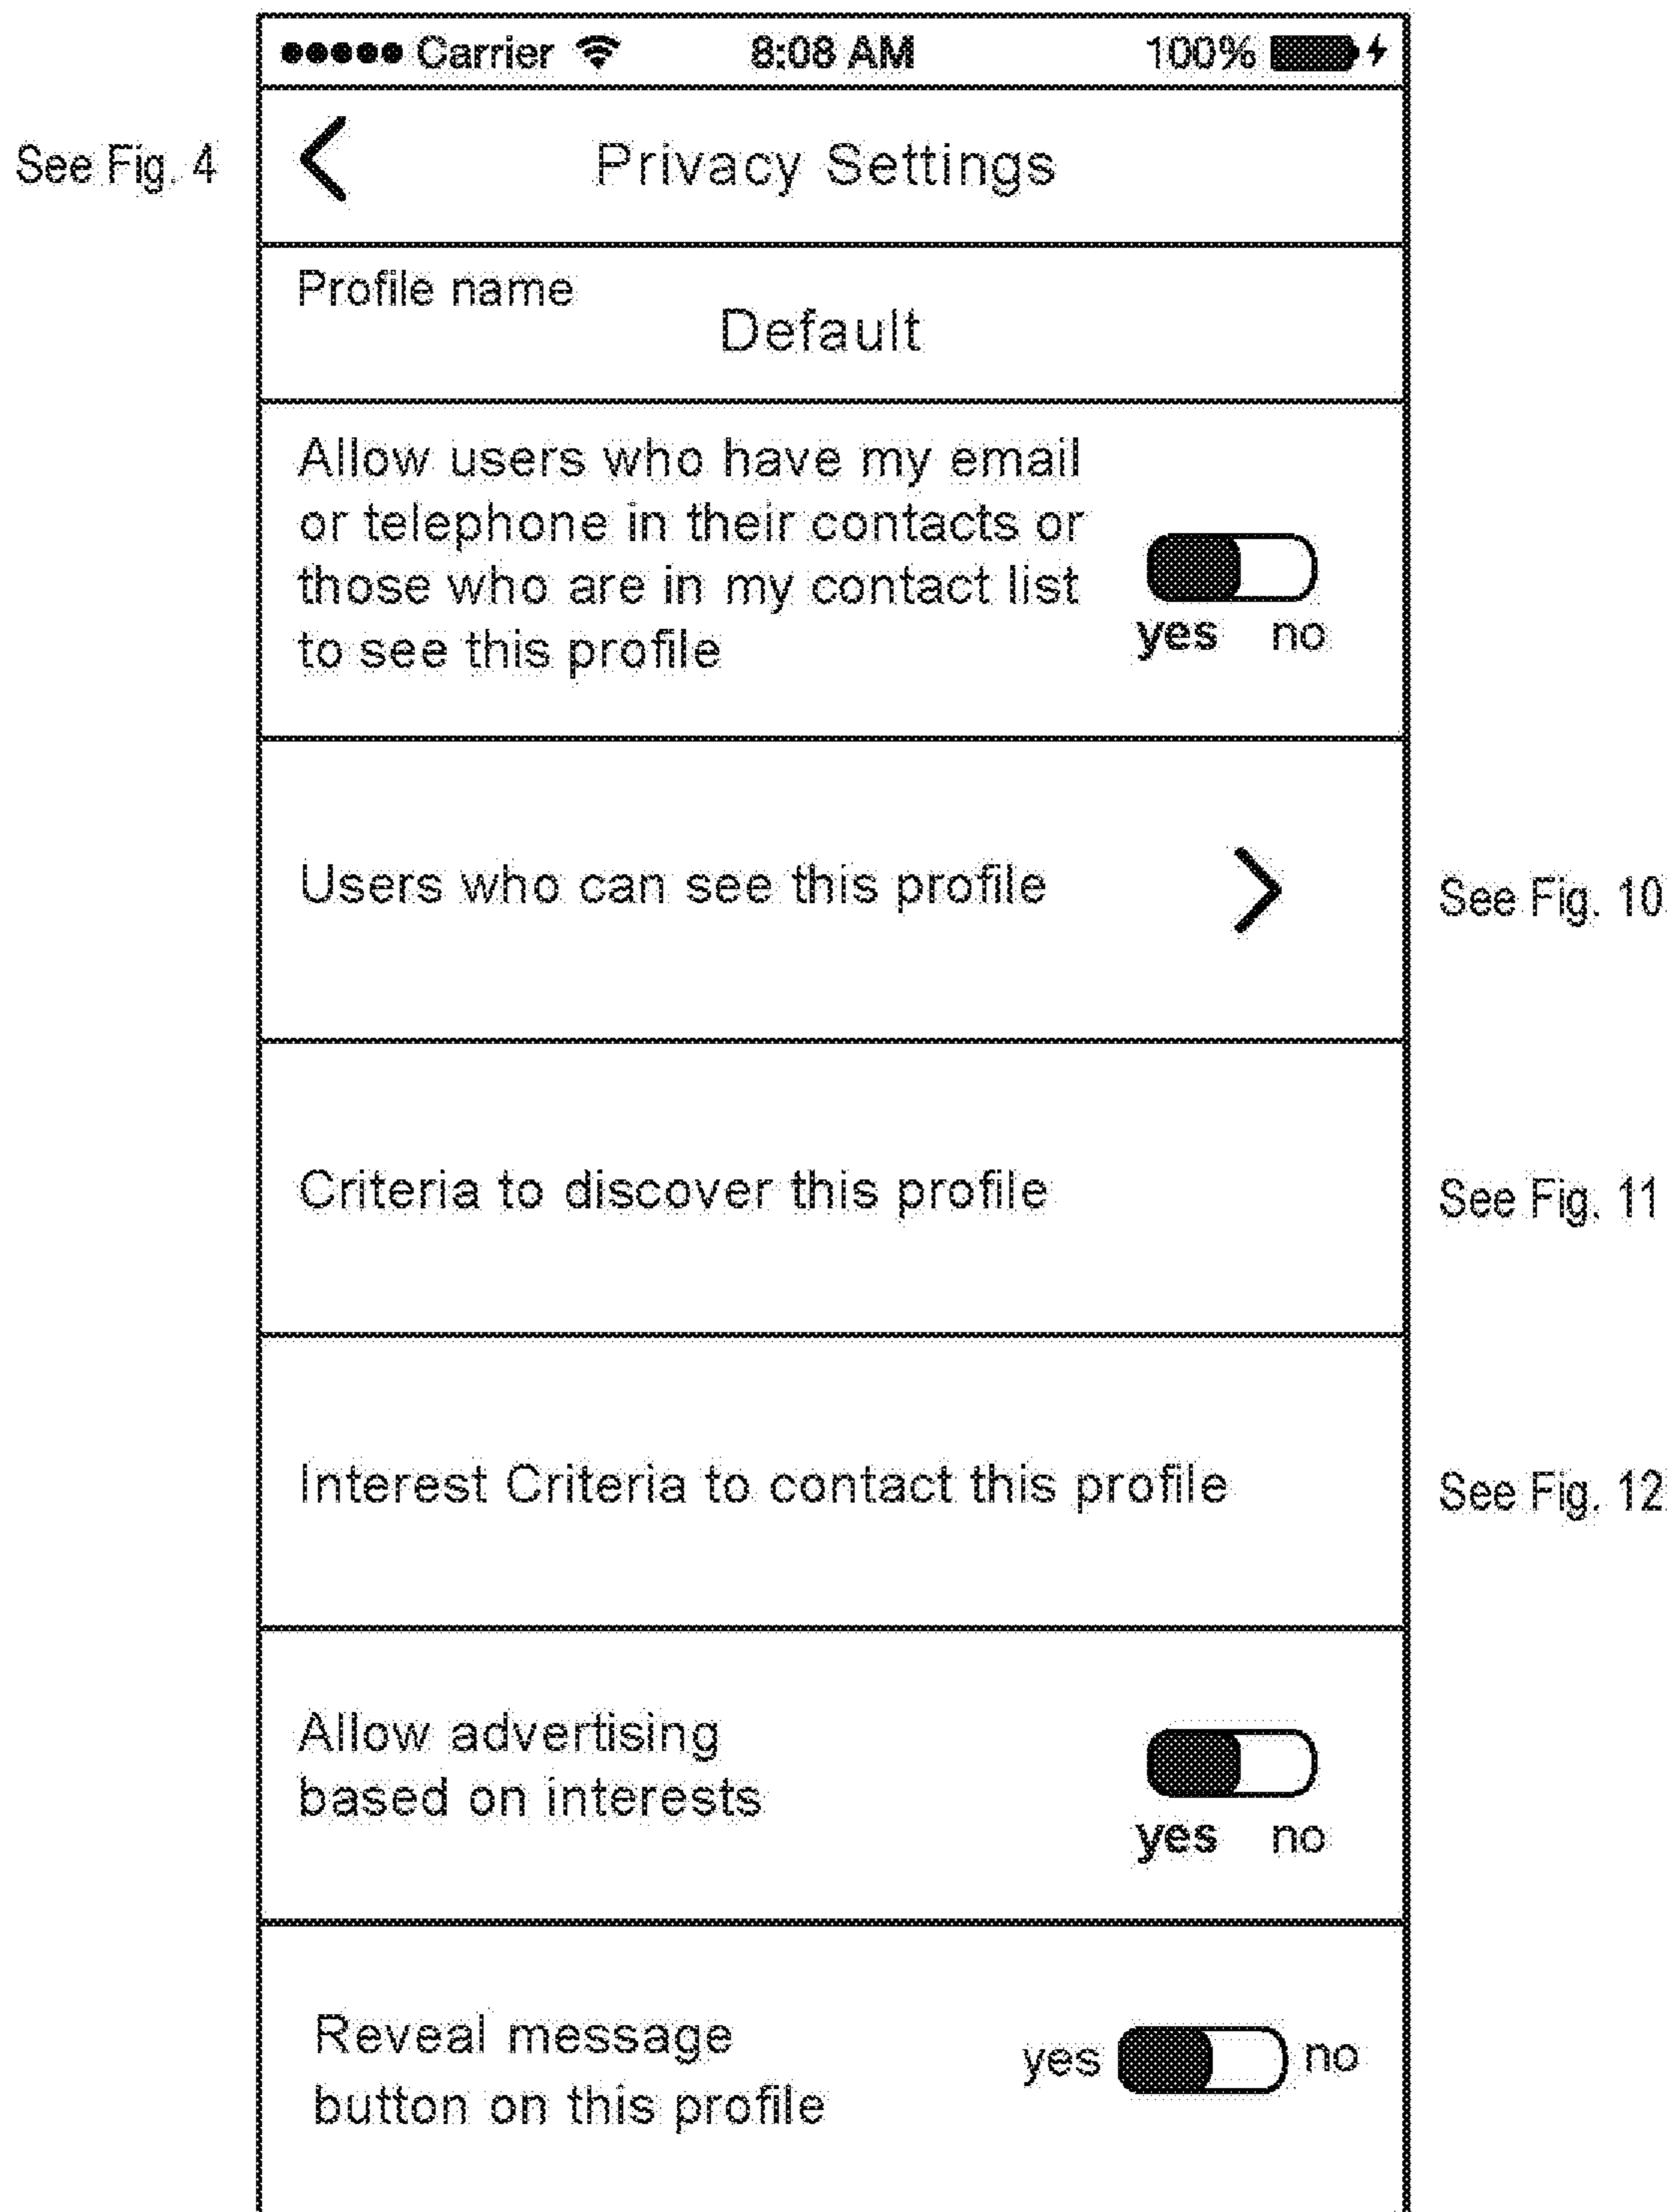 Carrier 8:08 AM 100%
See Fig. 4
Privacy Settings
Profile name
Default
Allow users who have my email
or telephone in their contacts or
those who are in my contact list
to see this profile
yes no
Users who can see this profile
See Fig. 10
Criteria to discover this profile
See Fig. 11
Interest Criteria to contact this profile
See Fig. 12
Allow advertising
based on interests
yes no
Reveal message
button on this profile
yes no